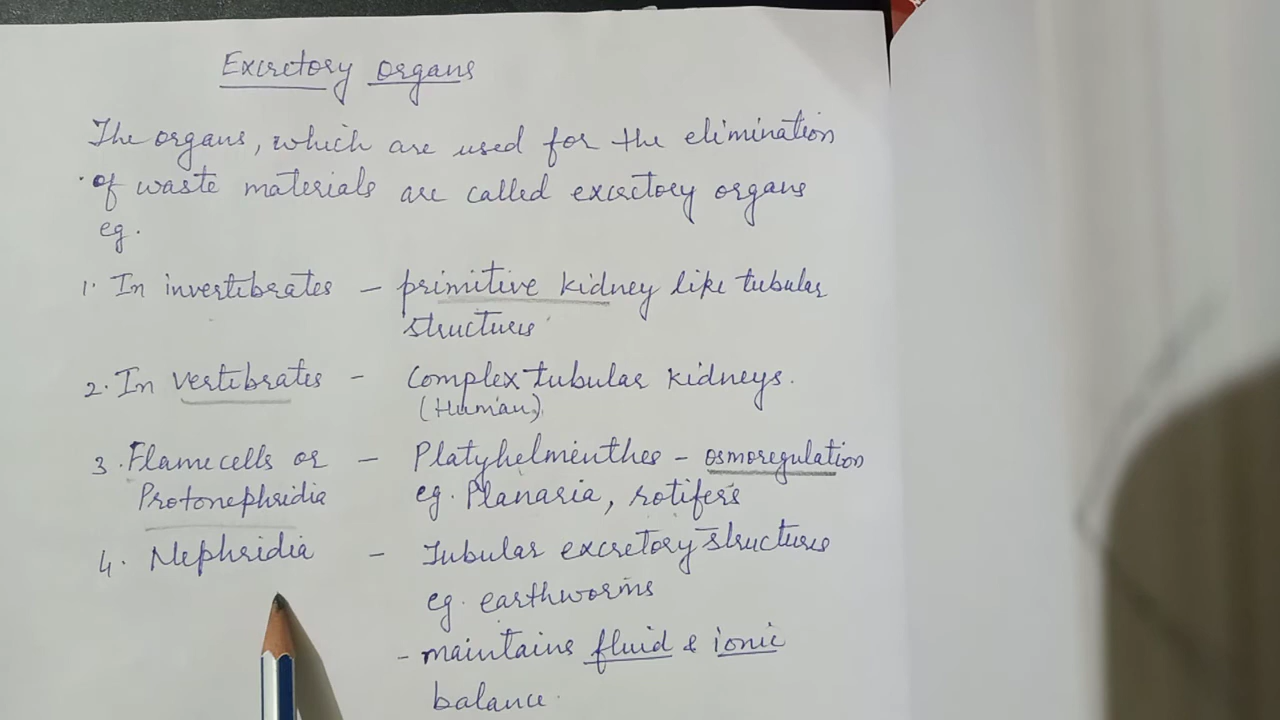 Excretory organs
The organs, which are used for the elimination
of waste materials are called excretory organs
eg.
1. In invertebrates - primitive kidney like tubular
structures
2. In vertebrates - Complex tubular kidneys.
(Human)
3. Flame cells or - Platyhelminthes - osmoregulation
Protonephridia eg. Planaria, rotifers
4. Nephridia - Tubular excretory structures
eg. earthworms
- maintains fluid & ionic
balance.